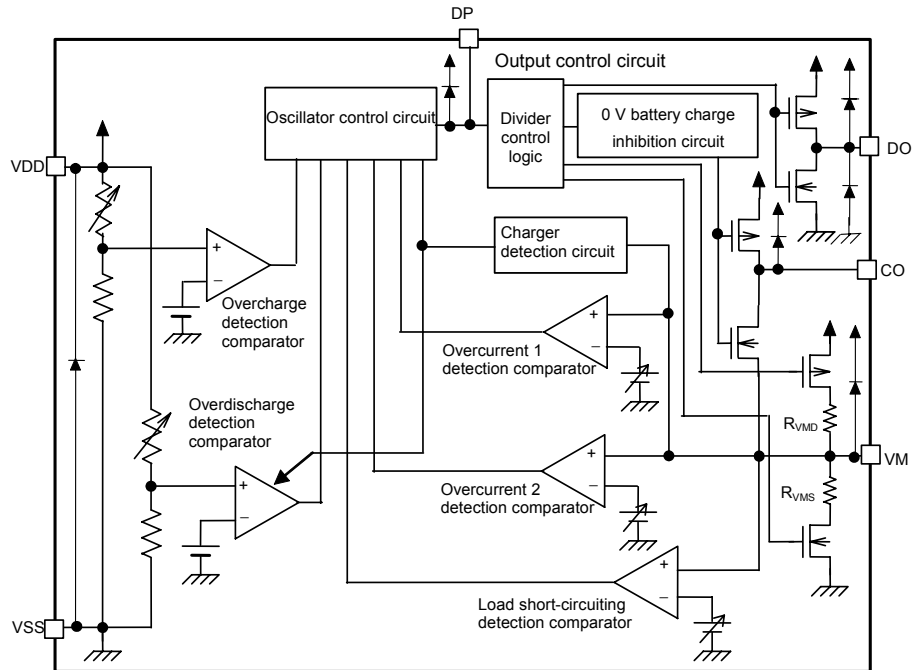 DP
Output control circuit
Oscillator control circuit
Divider
control
logic
0 V battery charge
inhibition circuit
VDD
DO
+
−
Charger
detection circuit
CO
Overcharge
detection
comparator
+
−
Overcurrent 1
detection comparator
Overdischarge
detection
comparator
RVMD
+
−
+
−
VM
Overcurrent 2
detection comparator
RVMS
+
−
Load short-circuiting
detection comparator
VSS